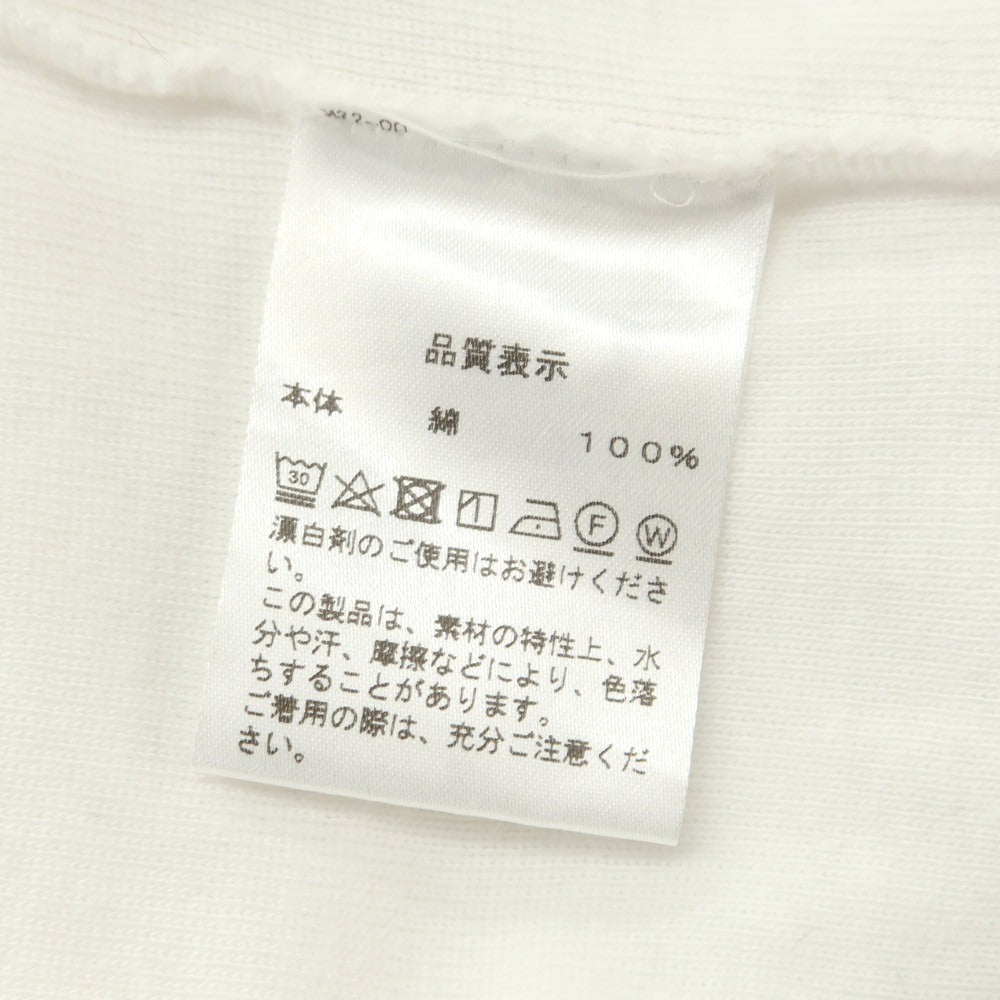 品質表示
本体 綿 100%
30 F W
漂白剤のご使用はお避けくださ
い。
この製品は、素材の特性上、水
分や汗、摩擦などにより、色落
ちすることがあります。
ご着用の際は、充分ご注意くだ
さい。